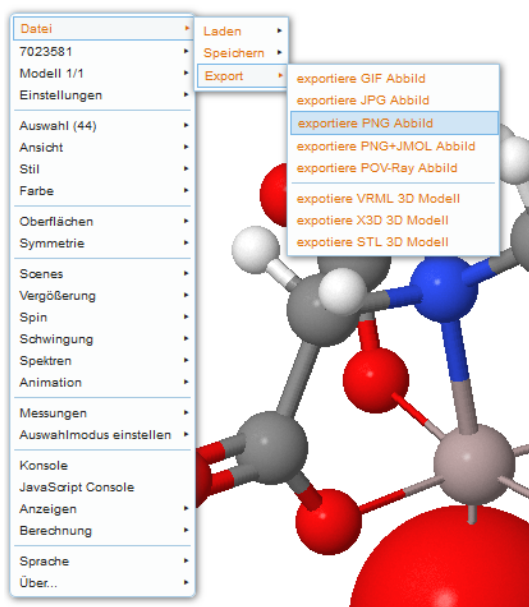 Datei
7023581
Modell 1/1
Einstellungen
Auswahl (44)
Ansicht
Stil
Farbe
Oberflächen
Symmetrie
Scenes
Vergößerung
Spin
Schwingung
Spektren
Animation
Messungen
Auswahlmodus einstellen
Konsole
JavaScript Console
Anzeigen
Berechnung
Sprache
Über...
Laden
Speichern
Export
exportiere GIF Abbild
exportiere JPG Abbild
exportiere PNG Abbild
exportiere PNG+JMOL Abbild
exportiere POV-Ray Abbild
expotiere VRML 3D Modell
expotiere X3D 3D Modell
expotiere STL 3D Modell